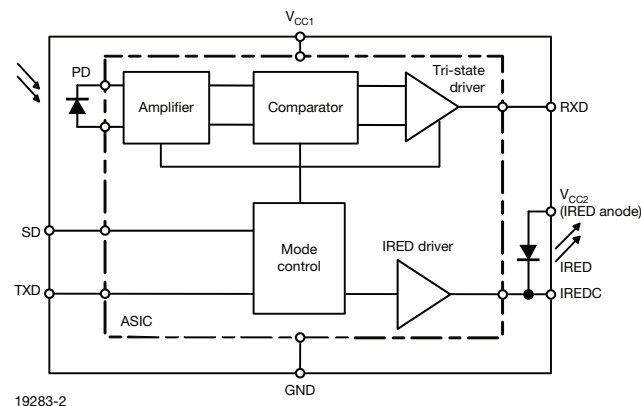 VCC1
PD
Amplifier
Comparator
Tri-state
driver
RXD
VCC2
(IRED anode)
SD
Mode
control
IRED driver
IRED
TXD
IREDC
ASIC
GND
19283-2